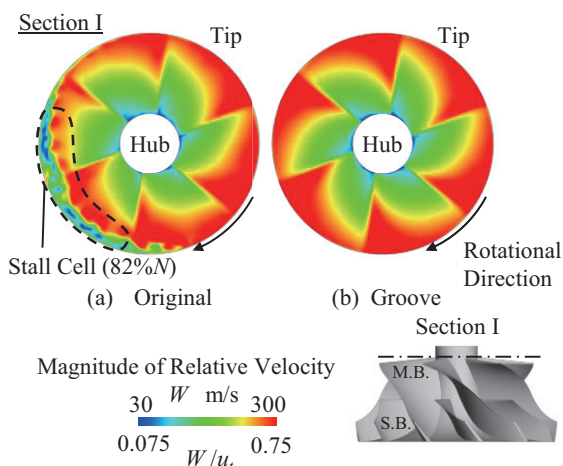 Section I
Tip
Tip
Hub
Hub
Stall Cell (82%N)
Rotational
Direction
(a) Original
(b) Groove
Section I
Magnitude of Relative Velocity
W m/s
30 300
0.075 0.75
W/ut
M.B.
S.B.